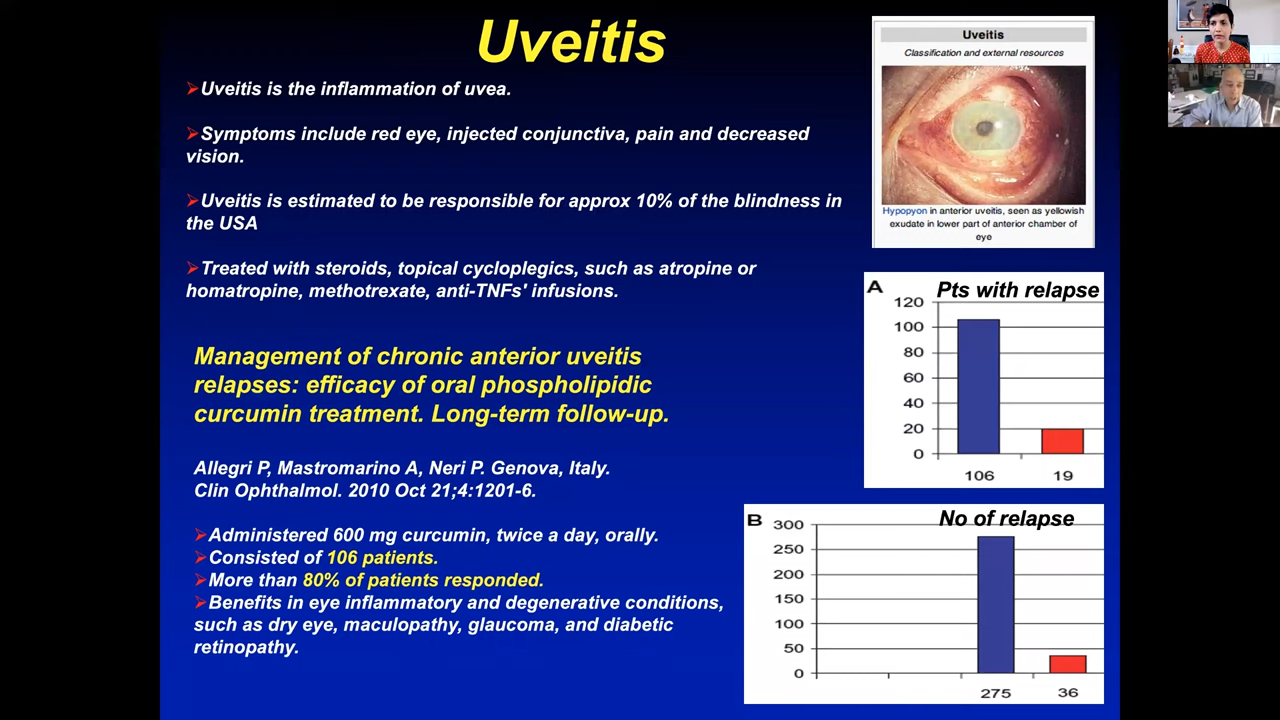 Uveitis
➢Uveitis is the inflammation of uvea.
➢Symptoms include red eye, injected conjunctiva, pain and decreased
vision.
➢Uveitis is estimated to be responsible for approx 10% of the blindness in
the USA
➢Treated with steroids, topical cycloplegics, such as atropine or
homatropine, methotrexate, anti-TNFs' infusions.
Management of chronic anterior uveitis
relapses: efficacy of oral phospholipidic
curcumin treatment. Long-term follow-up.
Allegri P, Mastromarino A, Neri P. Genova, Italy.
Clin Ophthalmol. 2010 Oct 21;4:1201-6.
➢Administered 600 mg curcumin, twice a day, orally.
➢Consisted of 106 patients.
➢More than 80% of patients responded.
➢Benefits in eye inflammatory and degenerative conditions,
such as dry eye, maculopathy, glaucoma, and diabetic
retinopathy.
Uveitis
Classification and external resources
Hypopyon in anterior uveitis, seen as yellowish
exudate in lower part of anterior chamber of
eye
A
Pts with relapse
120
100
80
60
40
20
0
106 19
B
No of relapse
300
250
200
150
100
50
0
275 36